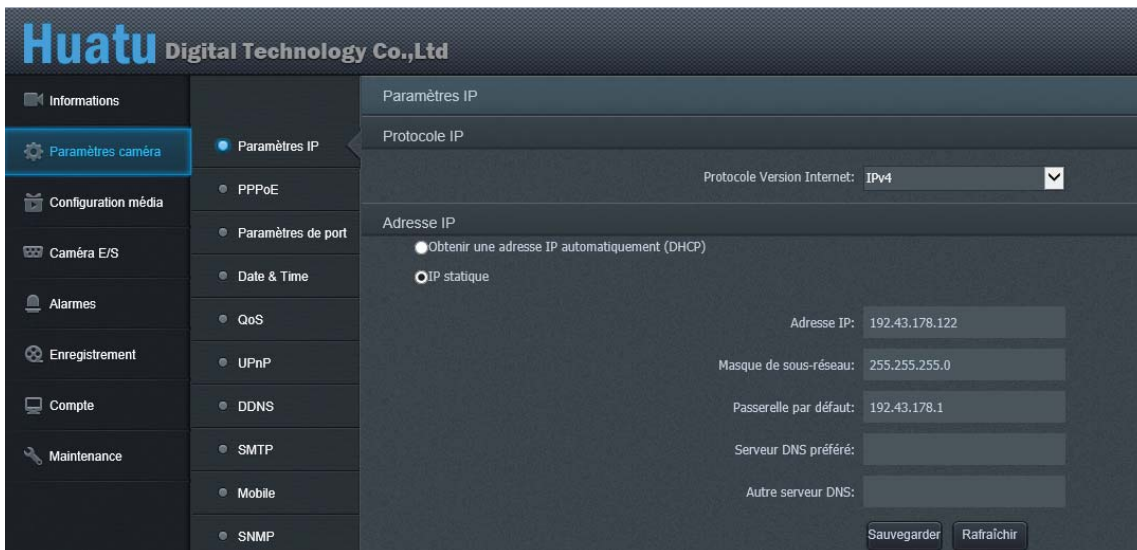 Huatu Digital Technology Co.,Ltd
Informations
Paramètres caméra
Configuration média
Caméra E/S
Alarmes
Enregistrement
Compte
Maintenance
Paramètres IP
PPPoE
Paramètres de port
Date & Time
QoS
UPnP
DDNS
SMTP
Mobile
SNMP
Paramètres IP
Protocole IP
Protocole Version Internet: IPv4
Adresse IP
Obtenir une adresse IP automatiquement (DHCP)
IP statique
Adresse IP: 192.43.178.122
Masque de sous-réseau: 255.255.255.0
Passerelle par défaut: 192.43.178.1
Serveur DNS préféré:
Autre serveur DNS:
Sauvegarder Rafraîchir